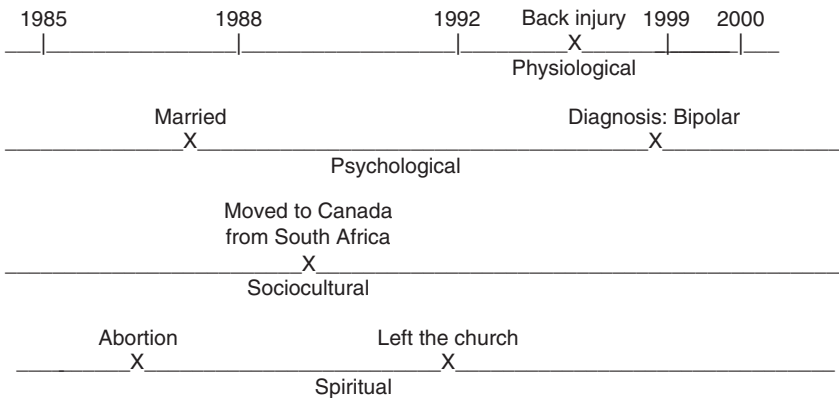 1985 1988 1992 Back injury 1999 2000
X
Physiological
Married Diagnosis: Bipolar
X X
Psychological
Moved to Canada
from South Africa
X
Sociocultural
Abortion Left the church
X X
Spiritual